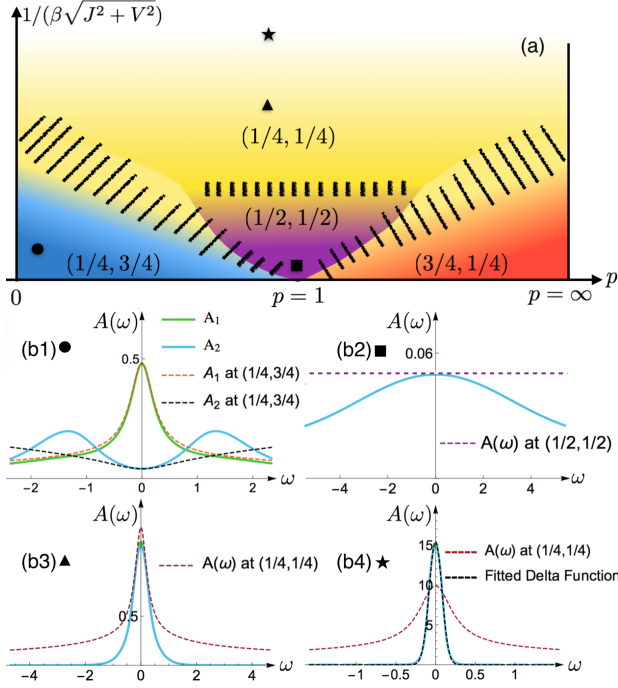 1/(β√J² + V²)
(a)
(1/4, 1/4)
(1/2, 1/2)
(1/4, 3/4)
(3/4, 1/4)
0
p = 1
p = ∞
p
(b1)
A(ω)
0.5
A₁
A₂
A₁ at (1/4,3/4)
A₂ at (1/4,3/4)
-2 -1 0 1 2 ω
(b2)
A(ω)
0.06
A(ω) at (1/2,1/2)
-4 -2 0 2 4 ω
(b3)
A(ω)
0.5
A(ω) at (1/4,1/4)
-4 -2 0 2 4 ω
(b4)
A(ω)
15
10
5
A(ω) at (1/4,1/4)
Fitted Delta Function
-1 -0.5 0 0.5 1 ω